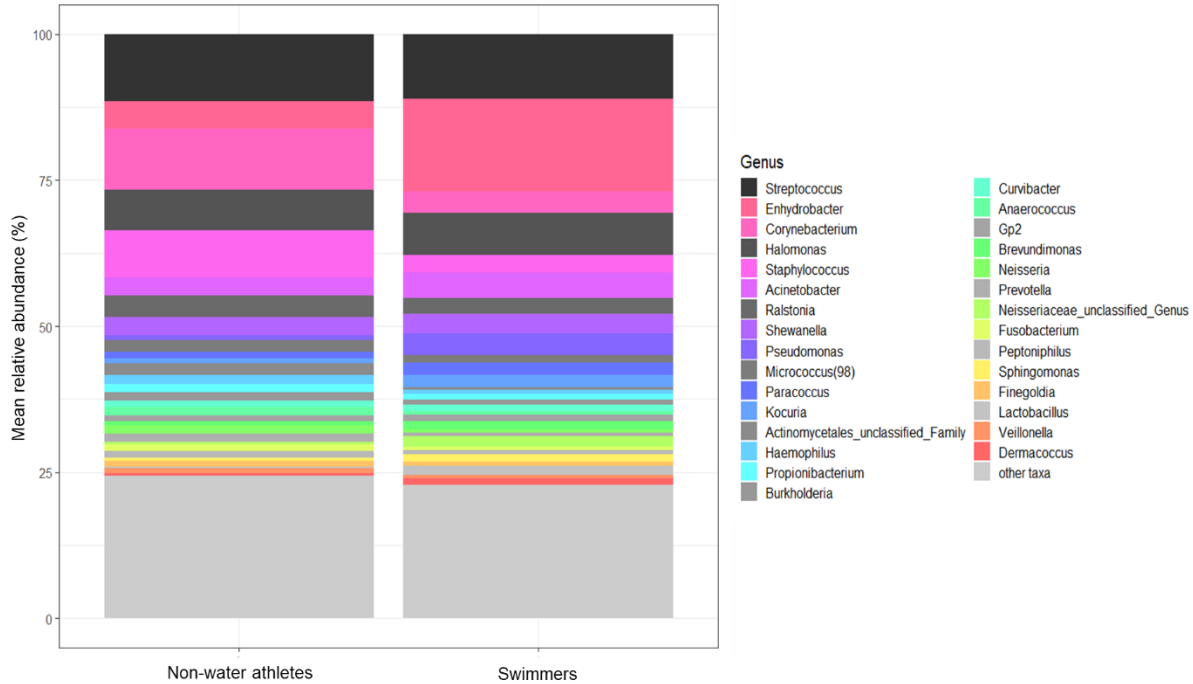 Mean relative abundance (%)
100
75
50
25
0
Non-water athletes
Swimmers
Genus
Streptococcus
Enhydrobacter
Corynebacterium
Halomonas
Staphylococcus
Acinetobacter
Ralstonia
Shewanella
Pseudomonas
Micrococcus(98)
Paracoccus
Kocuria
Actinomycetales_unclassified_Family
Haemophilus
Propionibacterium
Burkholderia
Curvibacter
Anaerococcus
Gp2
Brevundimonas
Neisseria
Prevotella
Neisseriaceae_unclassified_Genus
Fusobacterium
Peptoniphilus
Sphingomonas
Finegoldia
Lactobacillus
Veillonella
Dermacoccus
other taxa